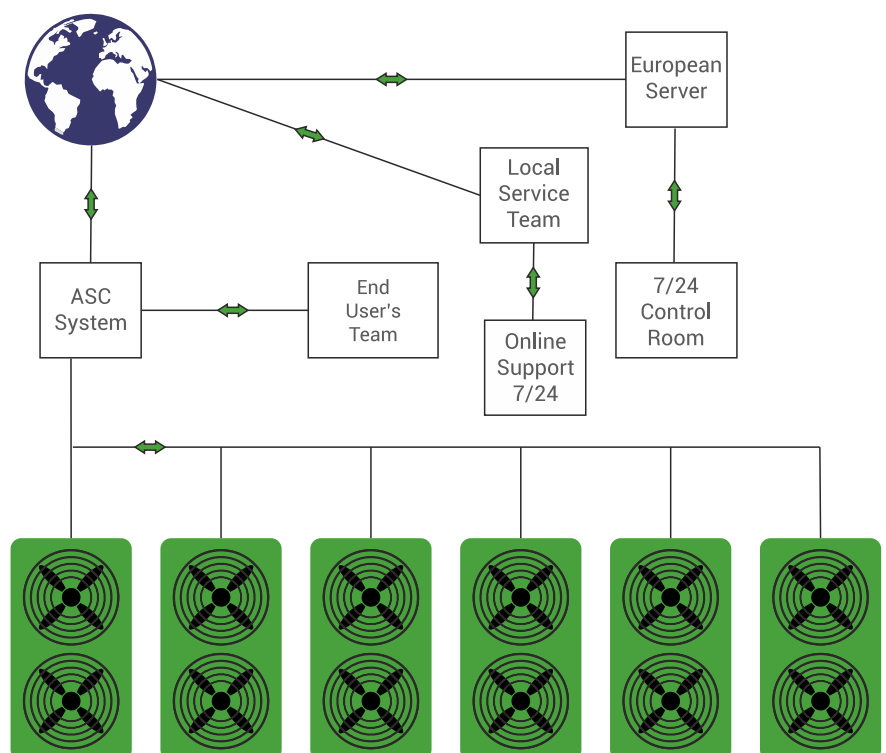 European
Server
Local
Service
Team
ASC
System
End
User's
Team
7/24
Control
Room
Online
Support
7/24